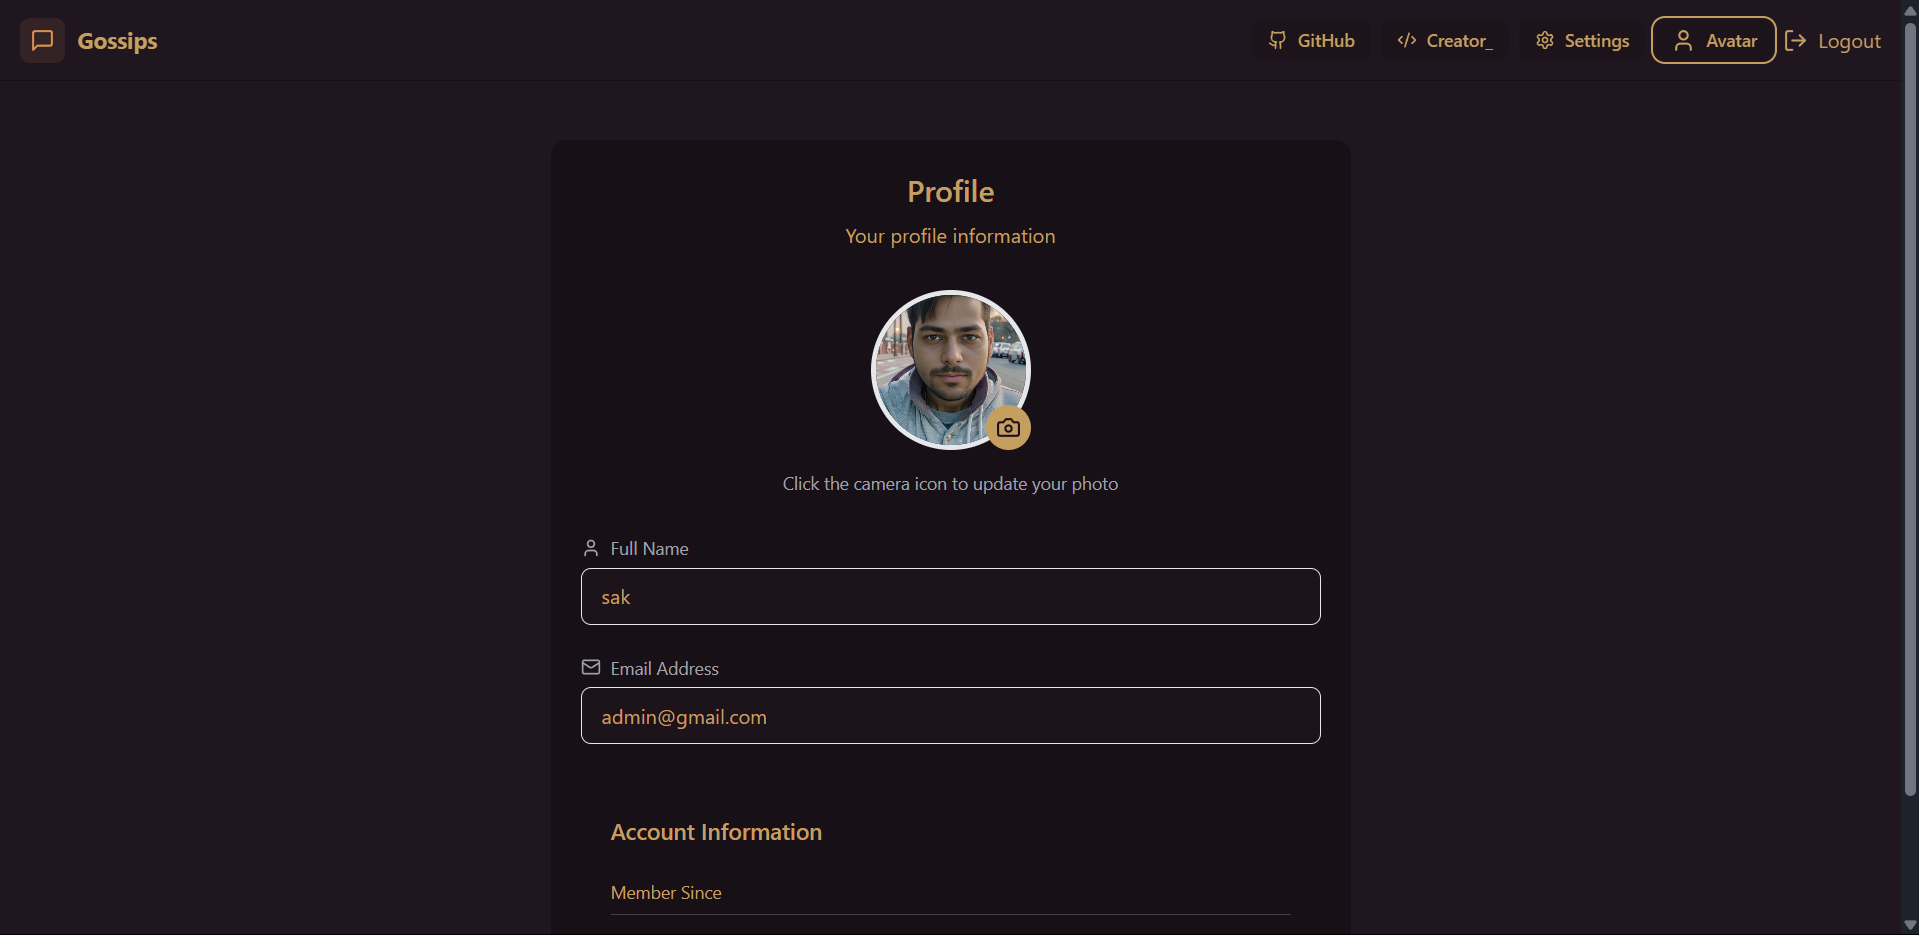 Gossips
GitHub
Creator_
Settings
Avatar
Logout
Profile
Your profile information
Click the camera icon to update your photo
Full Name
sak
Email Address
admin@gmail.com
Account Information
Member Since